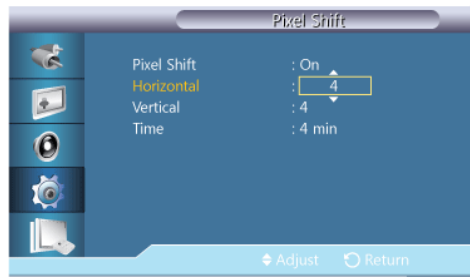 Pixel Shift
Pixel Shift : On
Horizontal : 4
Vertical : 4
Time : 4 min
Adjust Return